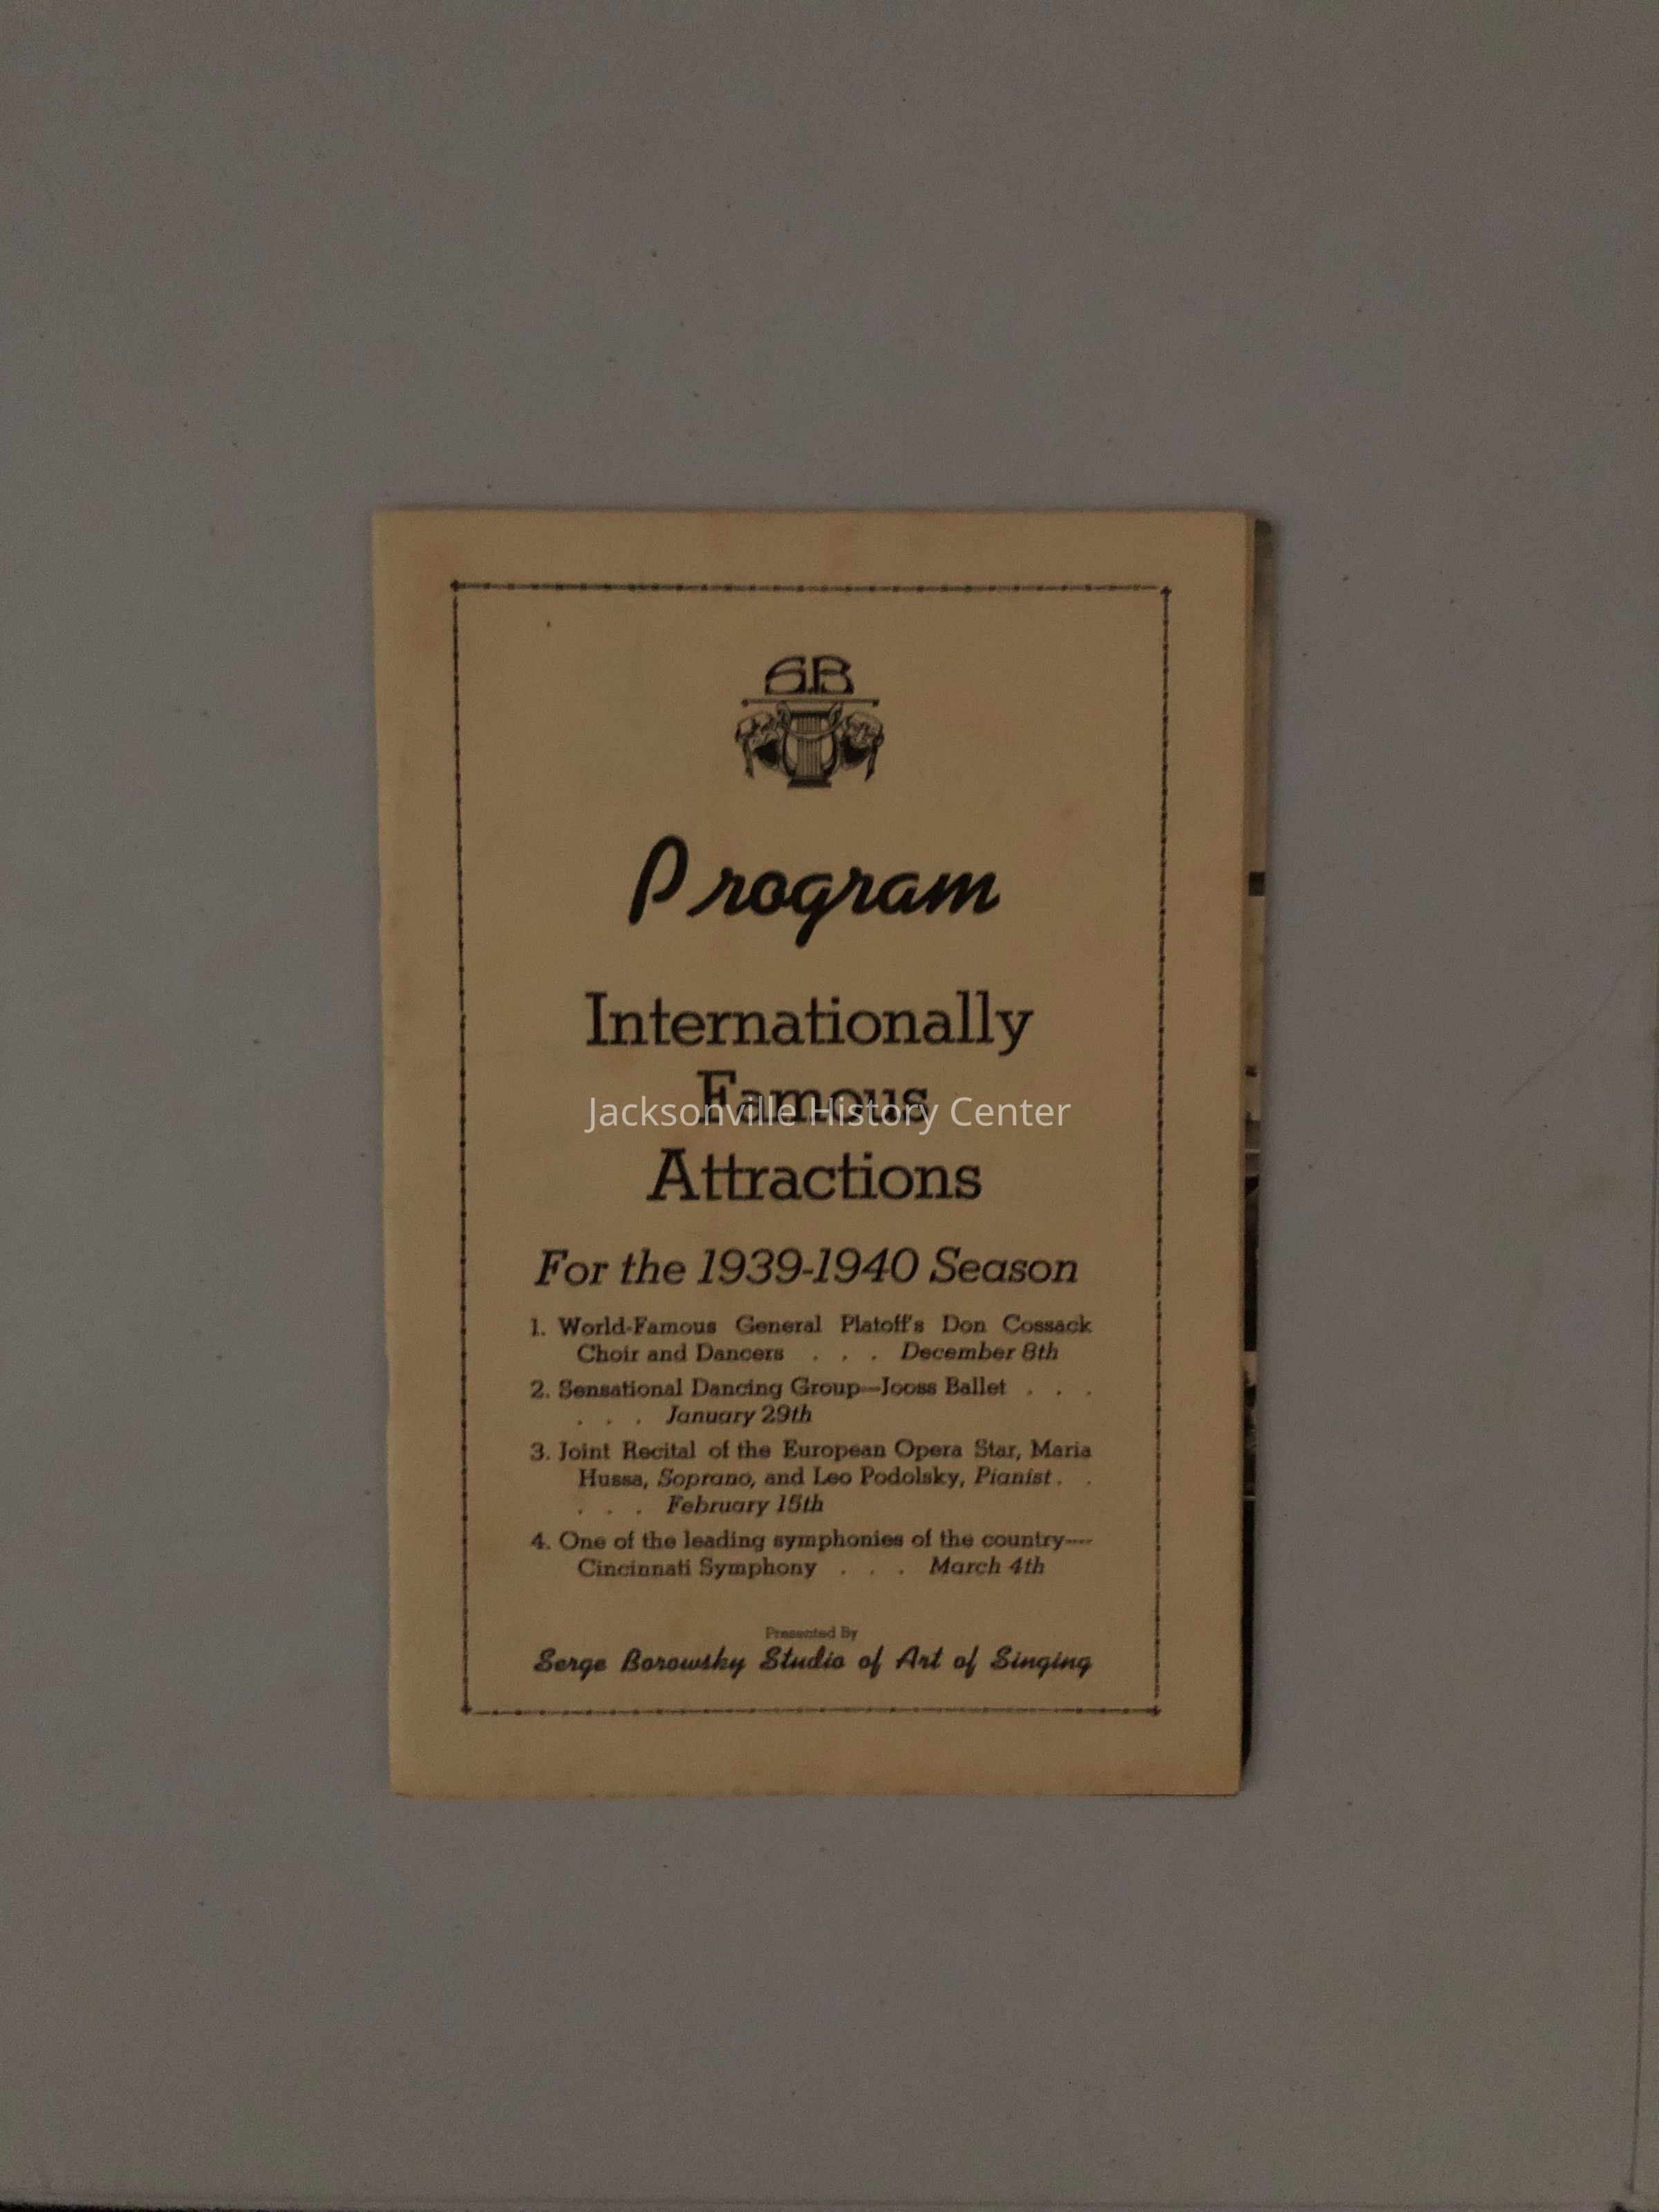 SB
Program
Internationally
Famous
Jacksonville History Center
Attractions
For the 1939-1940 Season
1. World-Famous General Platoff's Don Cossack
Choir and Dancers . . . December 8th
2. Sensational Dancing Group—Jooss Ballet . . .
. . . January 29th
3. Joint Recital of the European Opera Star, Maria
Hussa, Soprano, and Leo Podolsky, Pianist . .
. . . February 15th
4. One of the leading symphonies of the country—
Cincinnati Symphony . . . March 4th
Presented By
Serge Borowsky Studio of Art of Singing